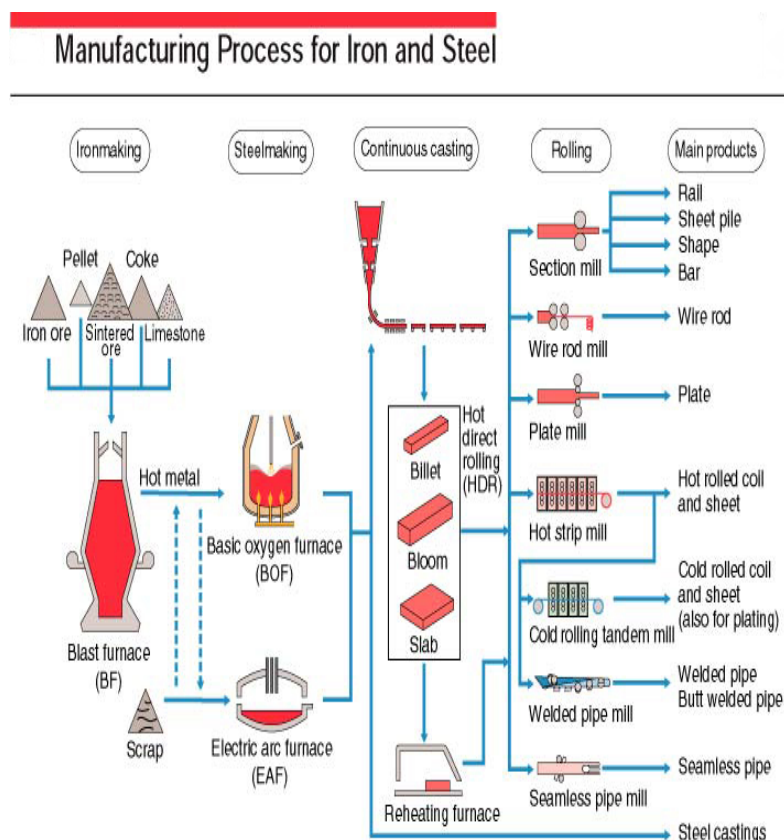 Manufacturing Process for Iron and Steel
Ironmaking
Steelmaking
Continuous casting
Rolling
Main products
Pellet
Coke
Iron ore
Sintered
ore
Limestone
Hot metal
Blast furnace
(BF)
Scrap
Basic oxygen furnace
(BOF)
Electric arc furnace
(EAF)
Hot
direct
rolling
(HDR)
Billet
Bloom
Slab
Reheating furnace
Section mill
Wire rod mill
Plate mill
Hot strip mill
Cold rolling tandem mill
Welded pipe mill
Seamless pipe mill
Rail
Sheet pile
Shape
Bar
Wire rod
Plate
Hot rolled coil
and sheet
Cold rolled coil
and sheet
(also for plating)
Welded pipe
Butt welded pipe
Seamless pipe
Steel castings